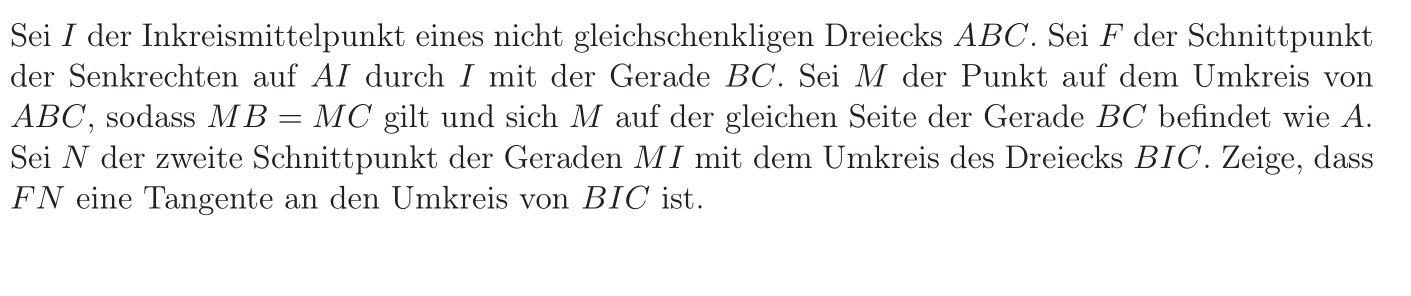 Sei I der Inkreismittelpunkt eines nicht gleichschenkligen Dreiecks ABC. Sei F der Schnittpunkt
der Senkrechten auf AI durch I mit der Gerade BC. Sei M der Punkt auf dem Umkreis von
ABC, sodass MB = MC gilt und sich M auf der gleichen Seite der Gerade BC befindet wie A.
Sei N der zweite Schnittpunkt der Geraden MI mit dem Umkreis des Dreiecks BIC. Zeige, dass
FN eine Tangente an den Umkreis von BIC ist.